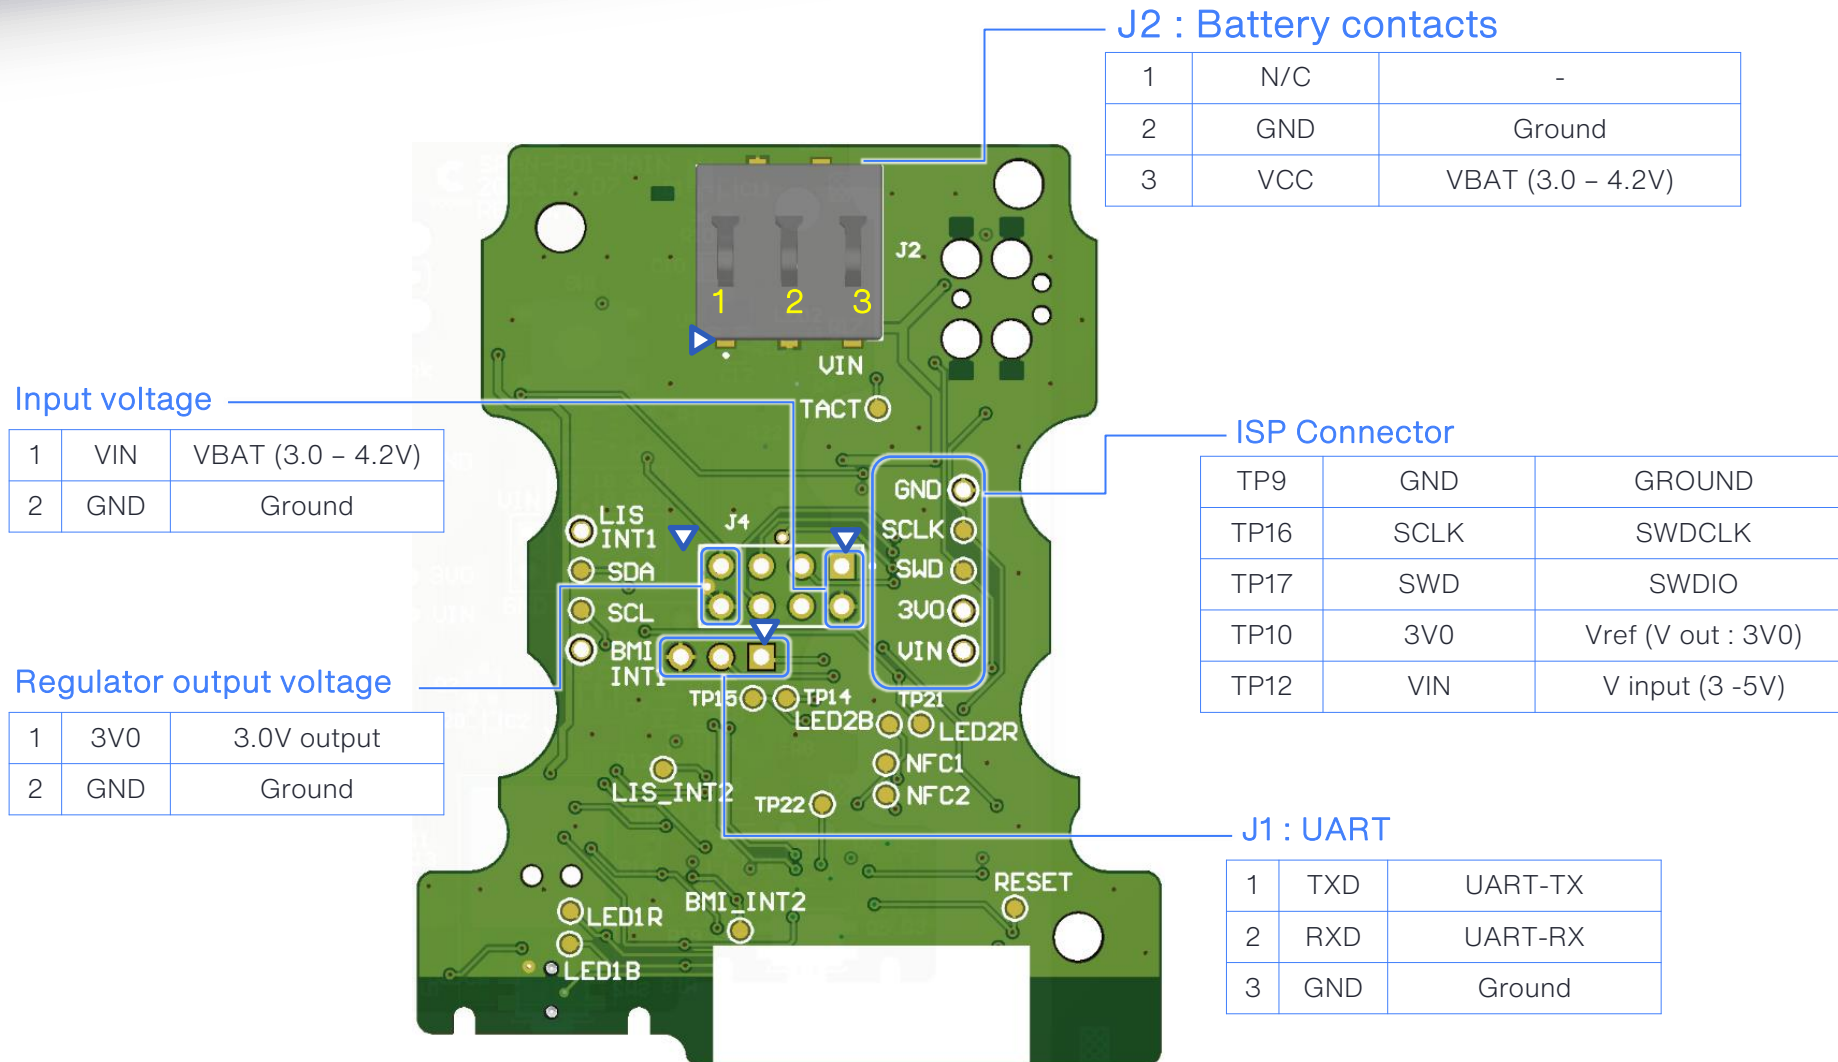 J2 : Battery contacts
1 N/C -
2 GND Ground
3 VCC VBAT (3.0 – 4.2V)
J2
1 2 3
VIN
TACT
Input voltage
1 VIN VBAT (3.0 – 4.2V)
2 GND Ground
ISP Connector
TP9 GND GROUND
TP16 SCLK SWDCLK
TP17 SWD SWDIO
TP10 3V0 Vref (V out : 3V0)
TP12 VIN V input (3 -5V)
GND
SCLK
SWD
3V0
VIN
J4
LIS
INT1
SDA
SCL
BMI
INT1
Regulator output voltage
1 3V0 3.0V output
2 GND Ground
TP15 TP14 TP21
LED2B LED2R
NFC1
NFC2
LIS_INT2
TP22
J1 : UART
1 TXD UART-TX
2 RXD UART-RX
3 GND Ground
RESET
BMI_INT2
LED1R
LED1B